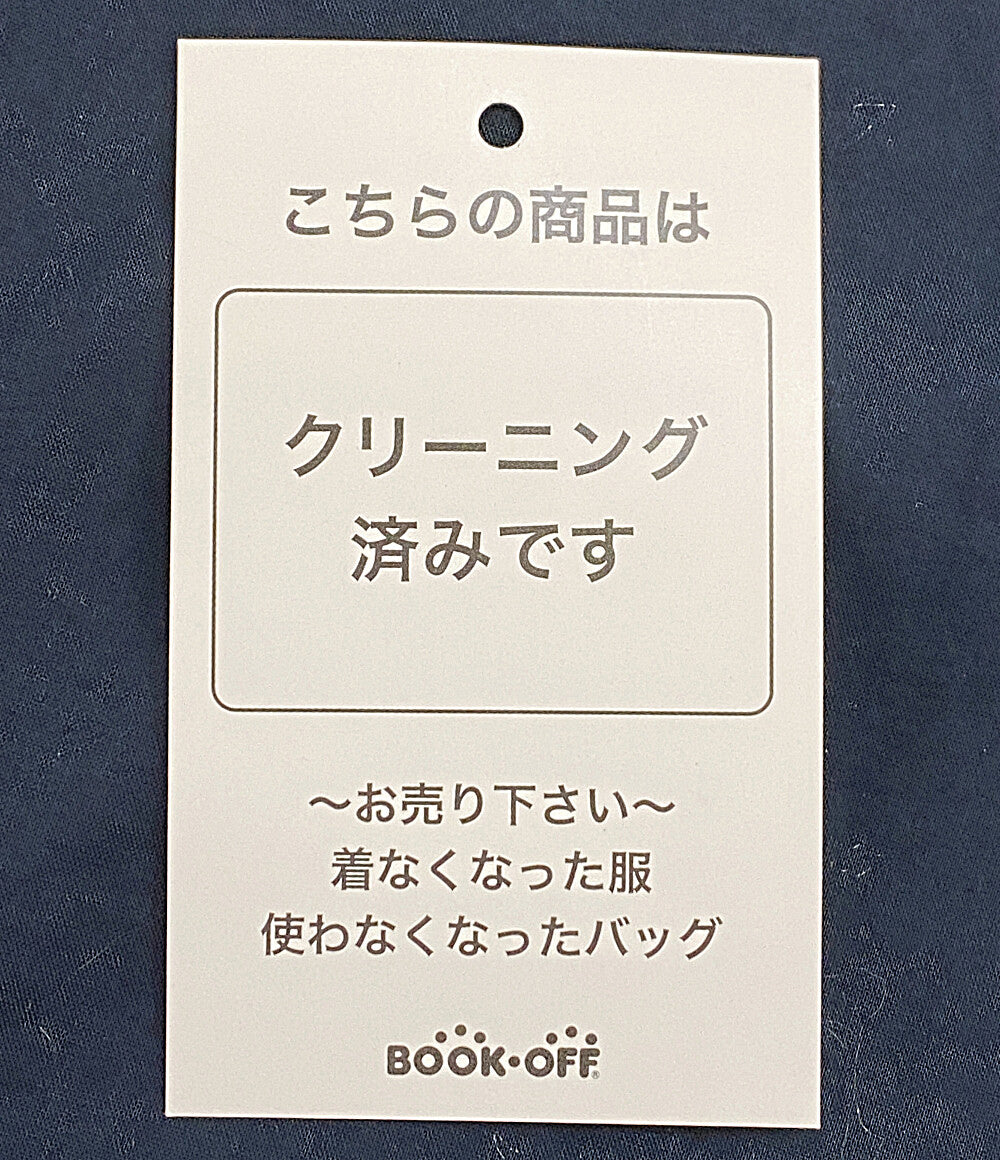 こちらの商品は
クリーニング
済みです
～お売り下さい～
着なくなった服
使わなくなったバッグ
BOOK・OFF®